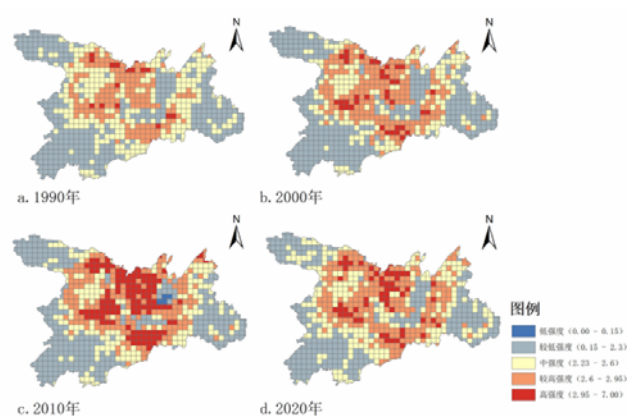 N
N
a. 1990年
b. 2000年
N
N
图例
低强度(0.00 - 0.15)
较低强度(0.15 - 2.3)
中强度(2.23 - 2.6)
较高强度(2.6 - 2.95)
高强度(2.95 - 7.00)
c. 2010年
d. 2020年